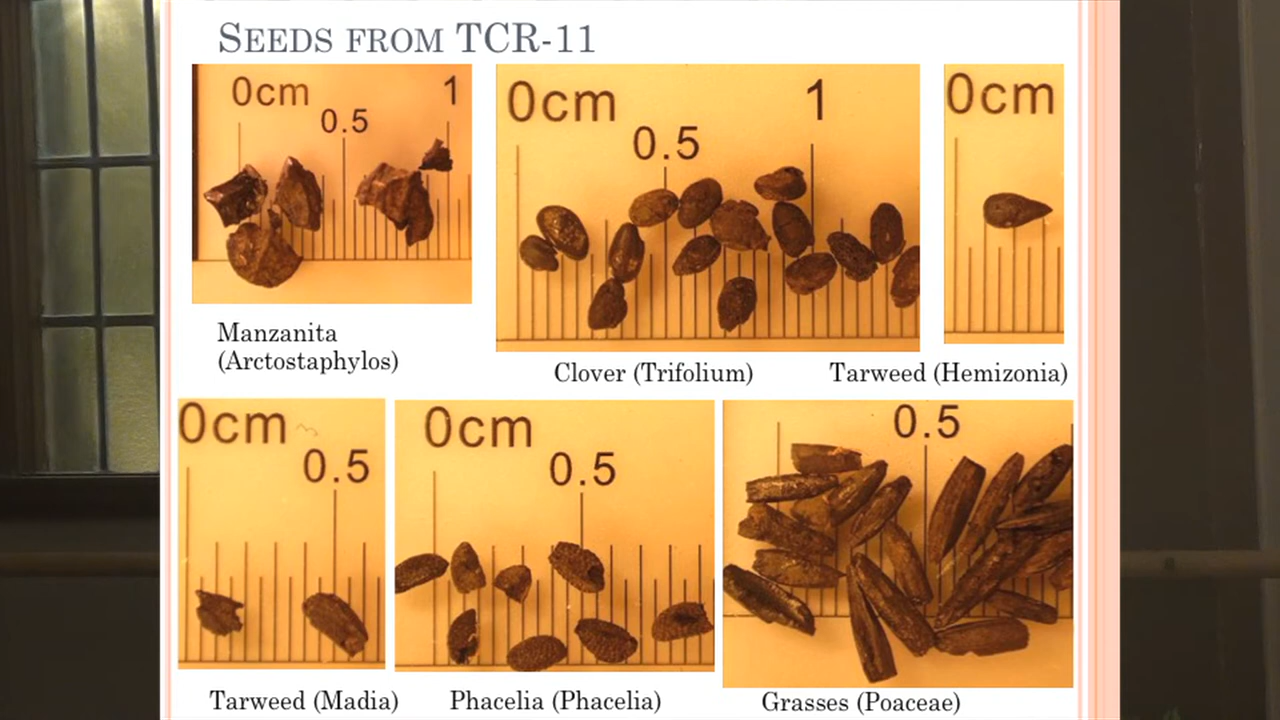 SEEDS FROM TCR-11
0cm 0.5 1
0cm 0.5 1
0cm
Manzanita
(Arctostaphylos)
Clover (Trifolium)
Tarweed (Hemizonia)
0cm 0.5
0cm 0.5
0.5
Tarweed (Madia)
Phacelia (Phacelia)
Grasses (Poaceae)